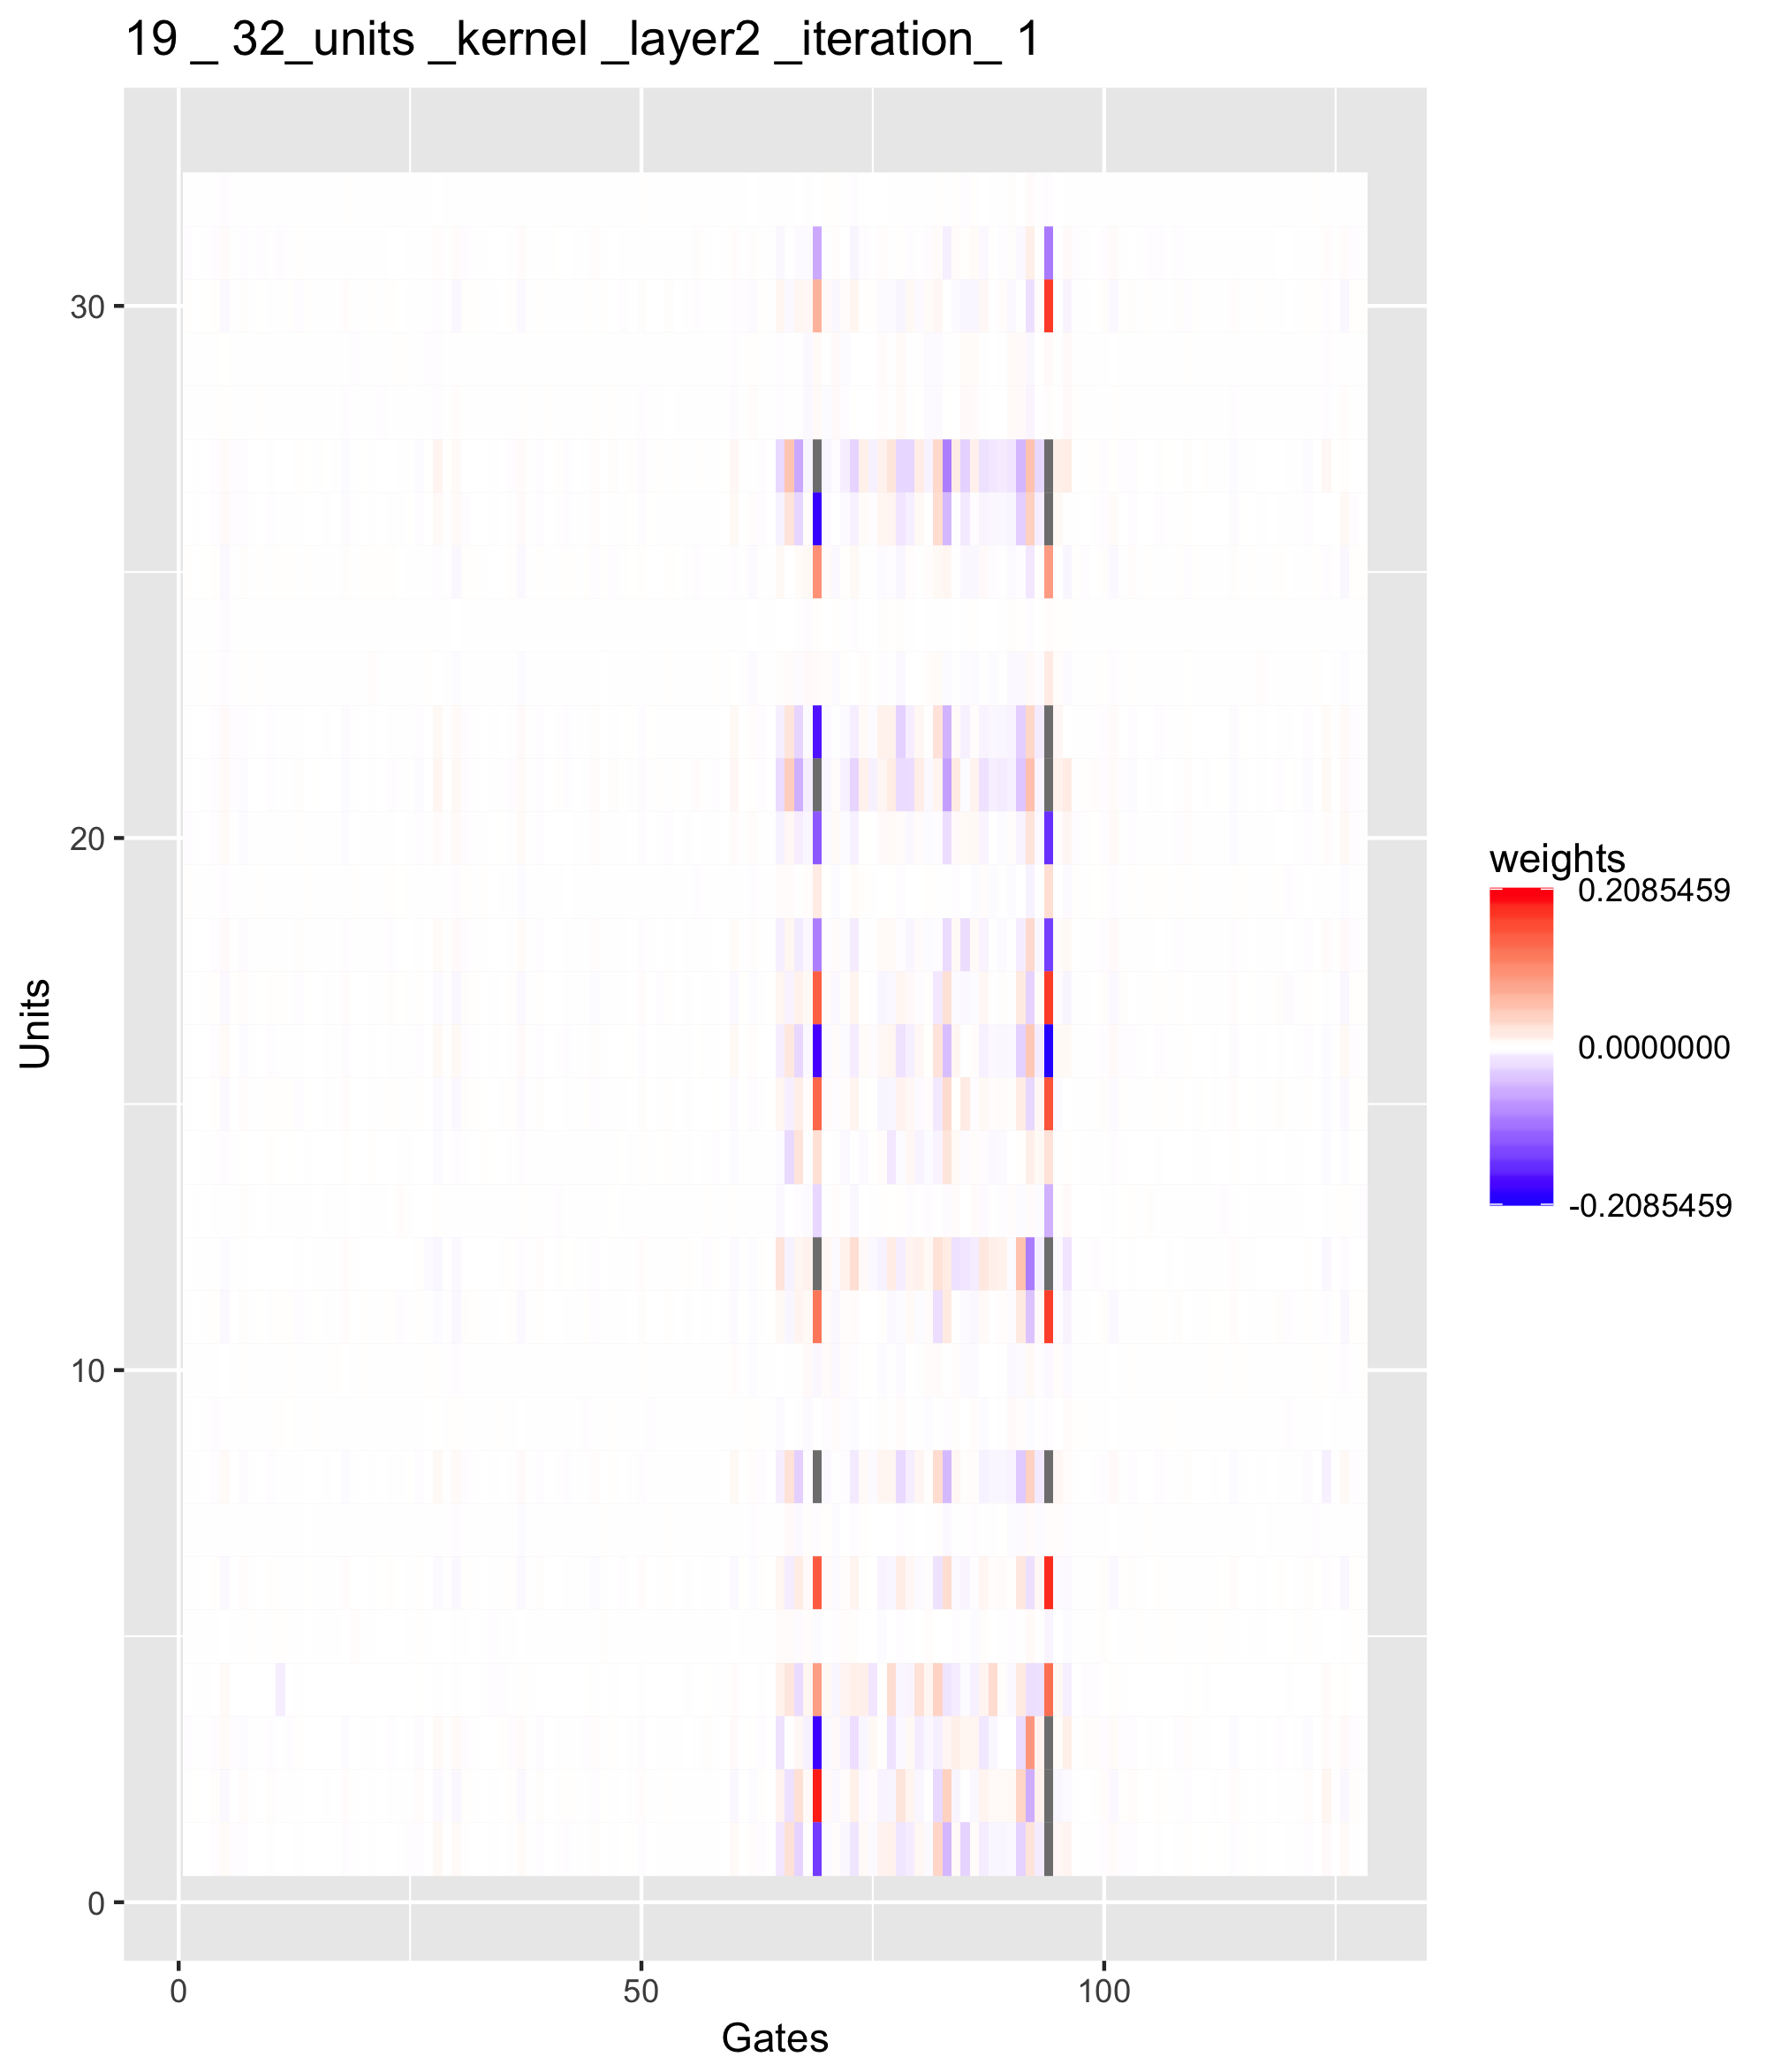 19 _ 32_units _kernel _layer2 _iteration_ 1
30
20
10
0
Units
0
50
100
Gates
weights
0.2085459
0.0000000
-0.2085459